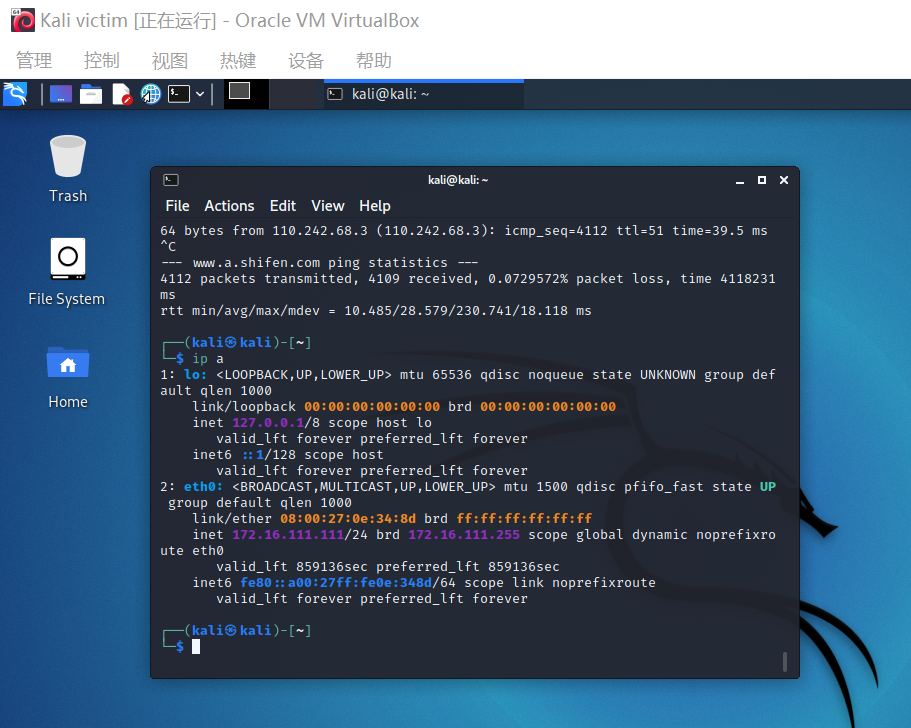 Kali victim [正在运行] - Oracle VM VirtualBox
管理 控制 视图 热键 设备 帮助
kali@kali: ~
Trash
File System
Home
kali@kali: ~
File Actions Edit View Help
64 bytes from 110.242.68.3 (110.242.68.3): icmp_seq=4112 ttl=51 time=39.5 ms
^C
--- www.a.shifen.com ping statistics ---
4112 packets transmitted, 4109 received, 0.0729572% packet loss, time 4118231
ms
rtt min/avg/max/mdev = 10.485/28.579/230.741/18.118 ms
┌──(kali㉿kali)-[~]
└─$ ip a
1: lo: <LOOPBACK,UP,LOWER_UP> mtu 65536 qdisc noqueue state UNKNOWN group def
ault qlen 1000
link/loopback 00:00:00:00:00:00 brd 00:00:00:00:00:00
inet 127.0.0.1/8 scope host lo
valid_lft forever preferred_lft forever
inet6 ::1/128 scope host
valid_lft forever preferred_lft forever
2: eth0: <BROADCAST,MULTICAST,UP,LOWER_UP> mtu 1500 qdisc pfifo_fast state UP
group default qlen 1000
link/ether 08:00:27:0e:34:8d brd ff:ff:ff:ff:ff:ff
inet 172.16.111.111/24 brd 172.16.111.255 scope global dynamic noprefixro
ute eth0
valid_lft 859136sec preferred_lft 859136sec
inet6 fe80::a00:27ff:fe0e:348d/64 scope link noprefixroute
valid_lft forever preferred_lft forever
┌──(kali㉿kali)-[~]
└─$